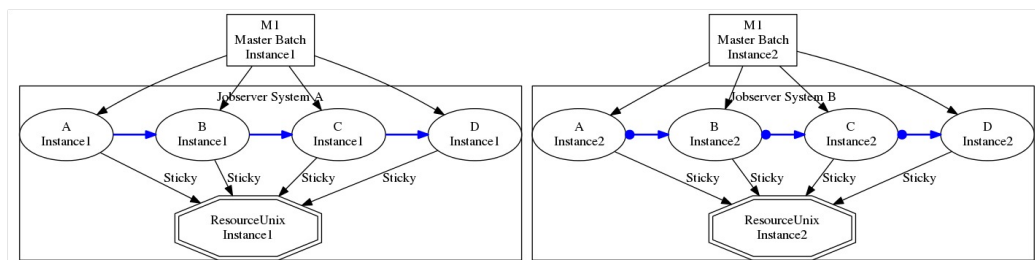 M1
Master Batch
Instance1
Jobserver System A
A
Instance1
B
Instance1
C
Instance1
D
Instance1
Sticky
Sticky
Sticky
Sticky
ResourceUnix
Instance1
M1
Master Batch
Instance2
Jobserver System B
A
Instance2
B
Instance2
C
Instance2
D
Instance2
Sticky
Sticky
Sticky
Sticky
ResourceUnix
Instance2